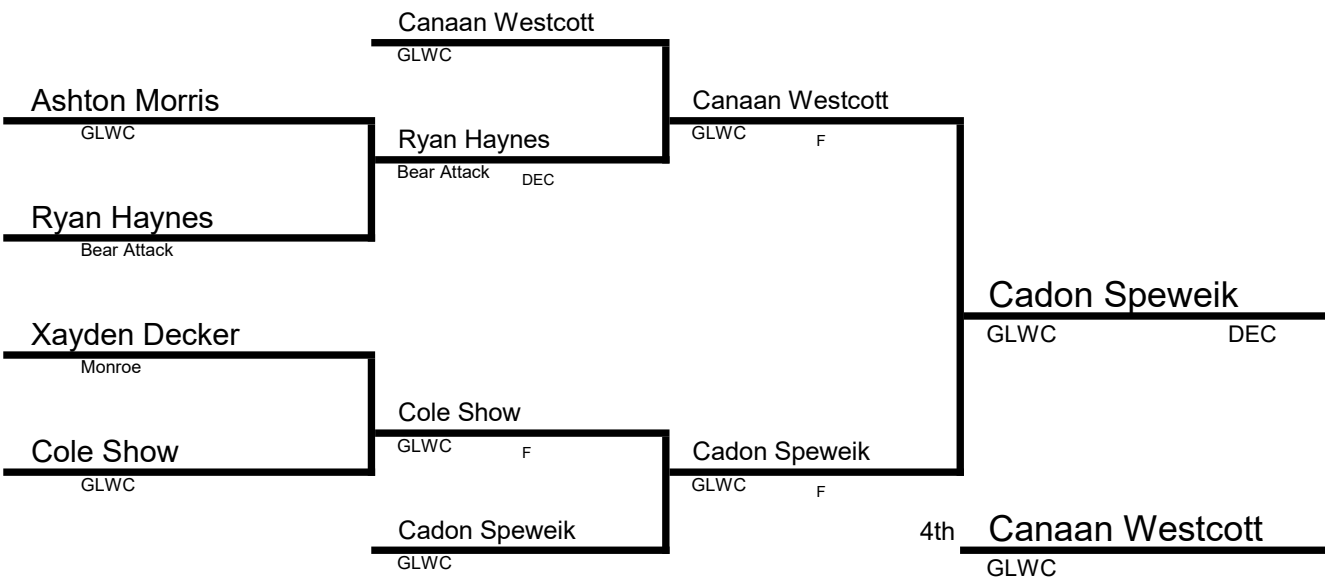 Canaan Westcott
GLWC
Ashton Morris
GLWC
Canaan Westcott
GLWC F
Ryan Haynes
Bear Attack DEC
Ryan Haynes
Bear Attack
Cadon Speweik
GLWC DEC
Xayden Decker
Monroe
Cole Show
GLWC F
Cole Show
GLWC
Cadon Speweik
GLWC F
Cadon Speweik
GLWC
4th Canaan Westcott
GLWC